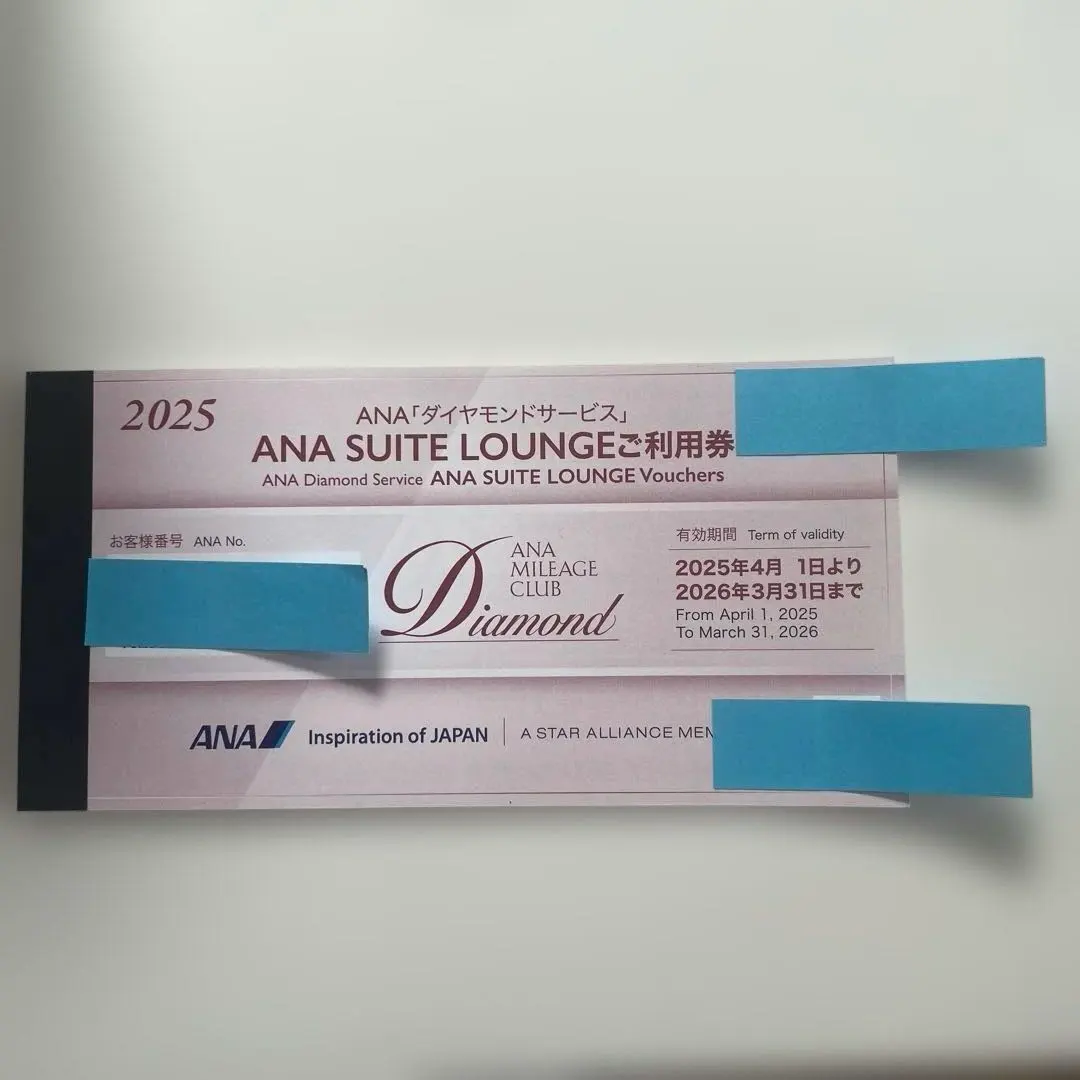 2025
ANA「ダイヤモンドサービス」
ANA SUITE LOUNGEご利用券
ANA Diamond Service ANA SUITE LOUNGE Vouchers
お客様番号 ANA No.
ANA
MILEAGE
CLUB
Diamond
有効期間 Term of validity
2025年4月 1日より
2026年3月31日まで
From April 1, 2025
To March 31, 2026
ANA Inspiration of JAPAN A STAR ALLIANCE